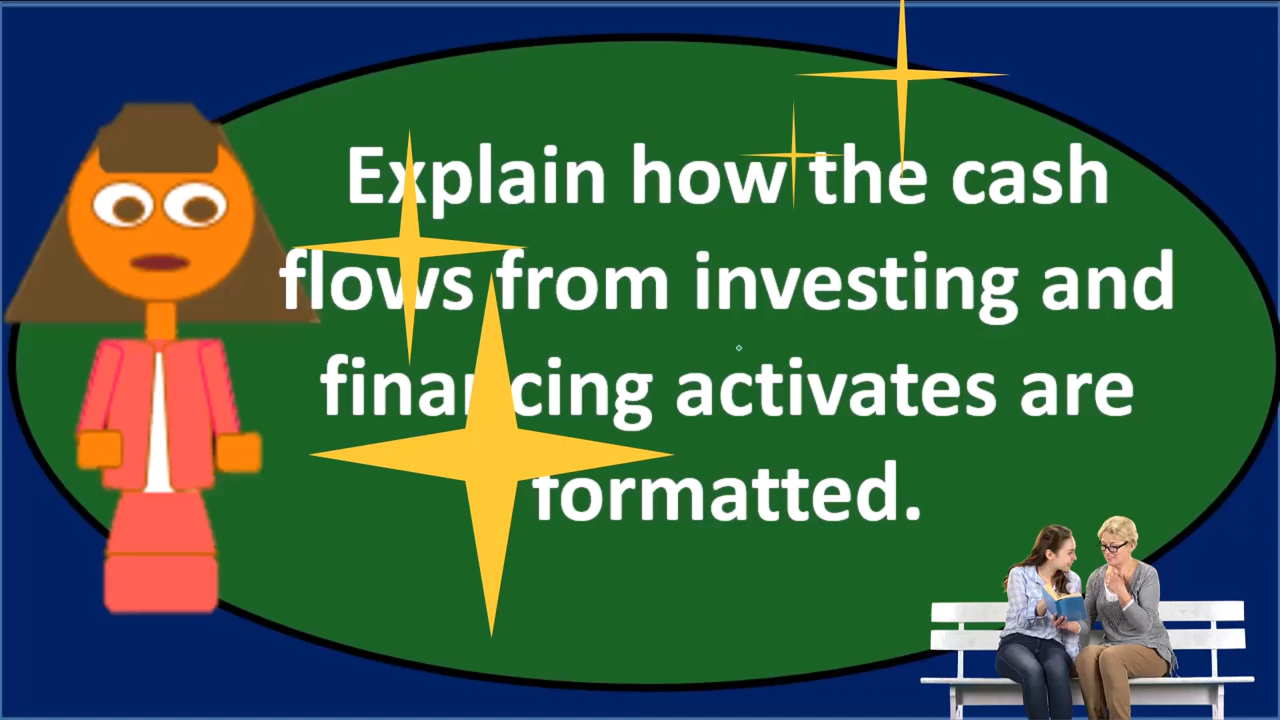 Explain how the cash
flows from investing and
financing activates are
formatted.